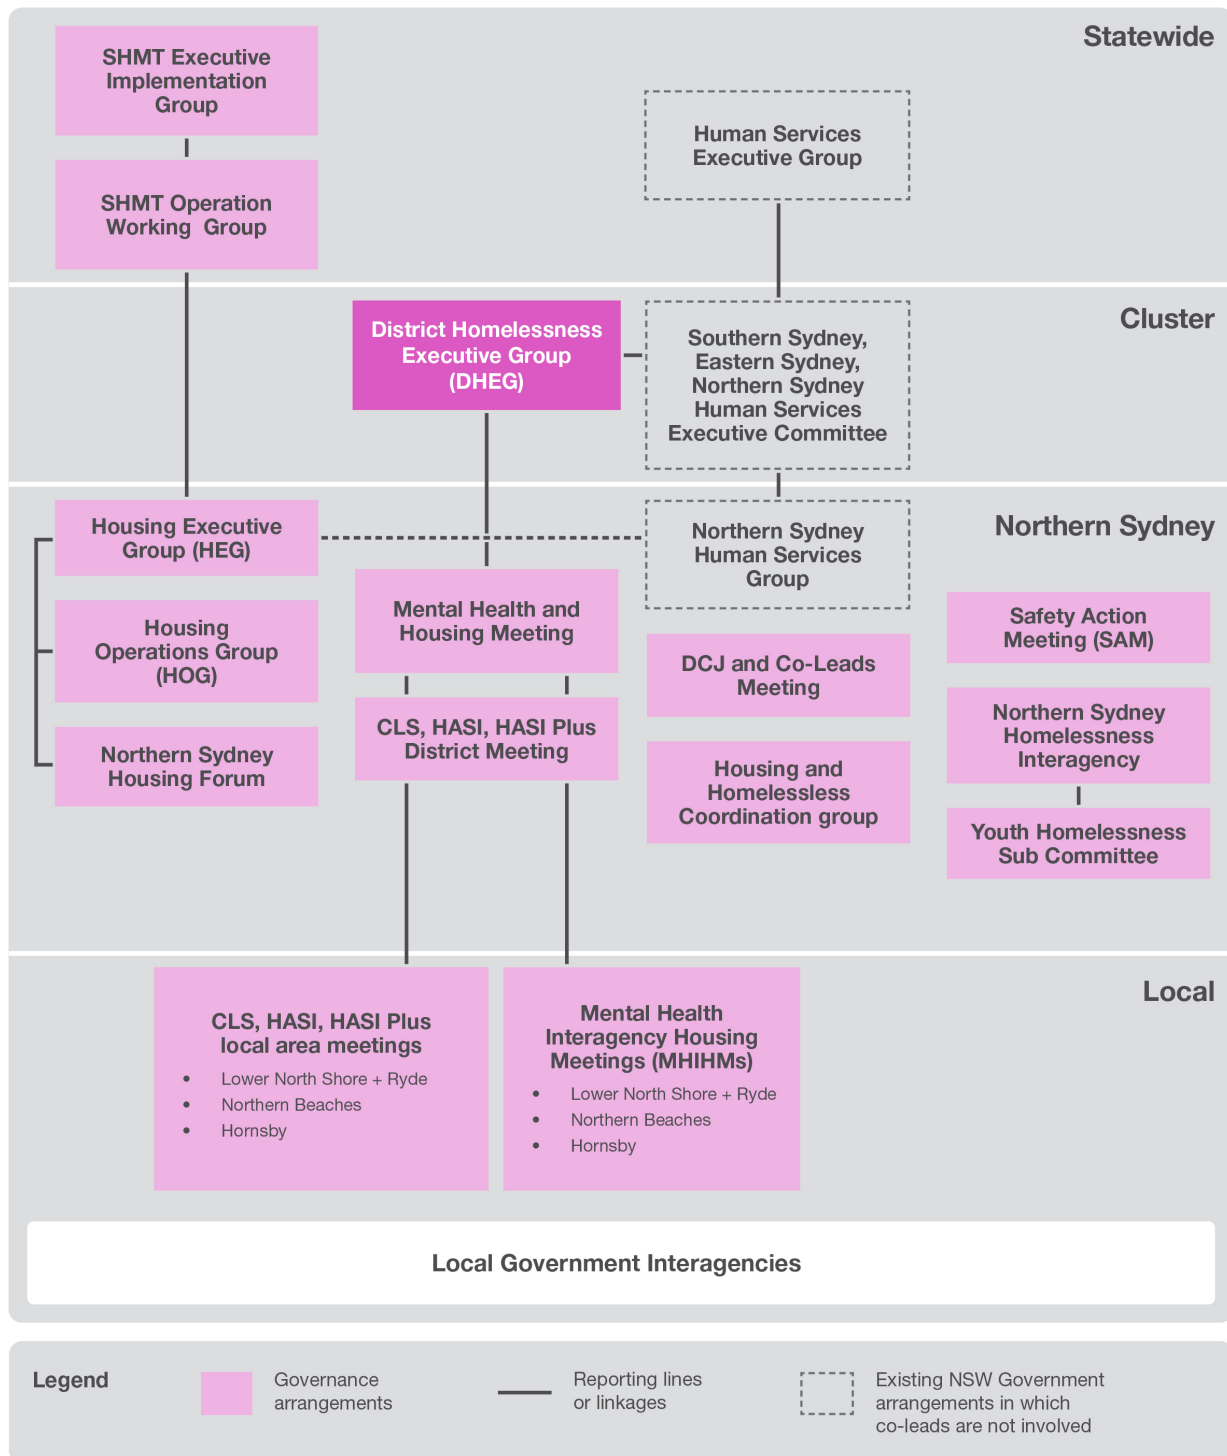 Statewide
SHMT Executive
Implementation
Group
SHMT Operation
Working Group
Human Services
Executive Group
Cluster
District Homelessness
Executive Group
(DHEG)
Southern Sydney,
Eastern Sydney,
Northern Sydney
Human Services
Executive Committee
Northern Sydney
Housing Executive
Group (HEG)
Housing
Operations Group
(HOG)
Northern Sydney
Housing Forum
Mental Health and
Housing Meeting
CLS, HASI, HASI Plus
District Meeting
Northern Sydney
Human Services
Group
DCJ and Co-Leads
Meeting
Housing and
Homelessless
Coordination group
Safety Action
Meeting (SAM)
Northern Sydney
Homelessness
Interagency
Youth Homelessness
Sub Committee
Local
CLS, HASI, HASI Plus
local area meetings
• Lower North Shore + Ryde
• Northern Beaches
• Hornsby
Mental Health
Interagency Housing
Meetings (MHIHMs)
• Lower North Shore + Ryde
• Northern Beaches
• Hornsby
Local Government Interagencies
Legend
Governance
arrangements
Reporting lines
or linkages
Existing NSW Government
arrangements in which
co-leads are not involved